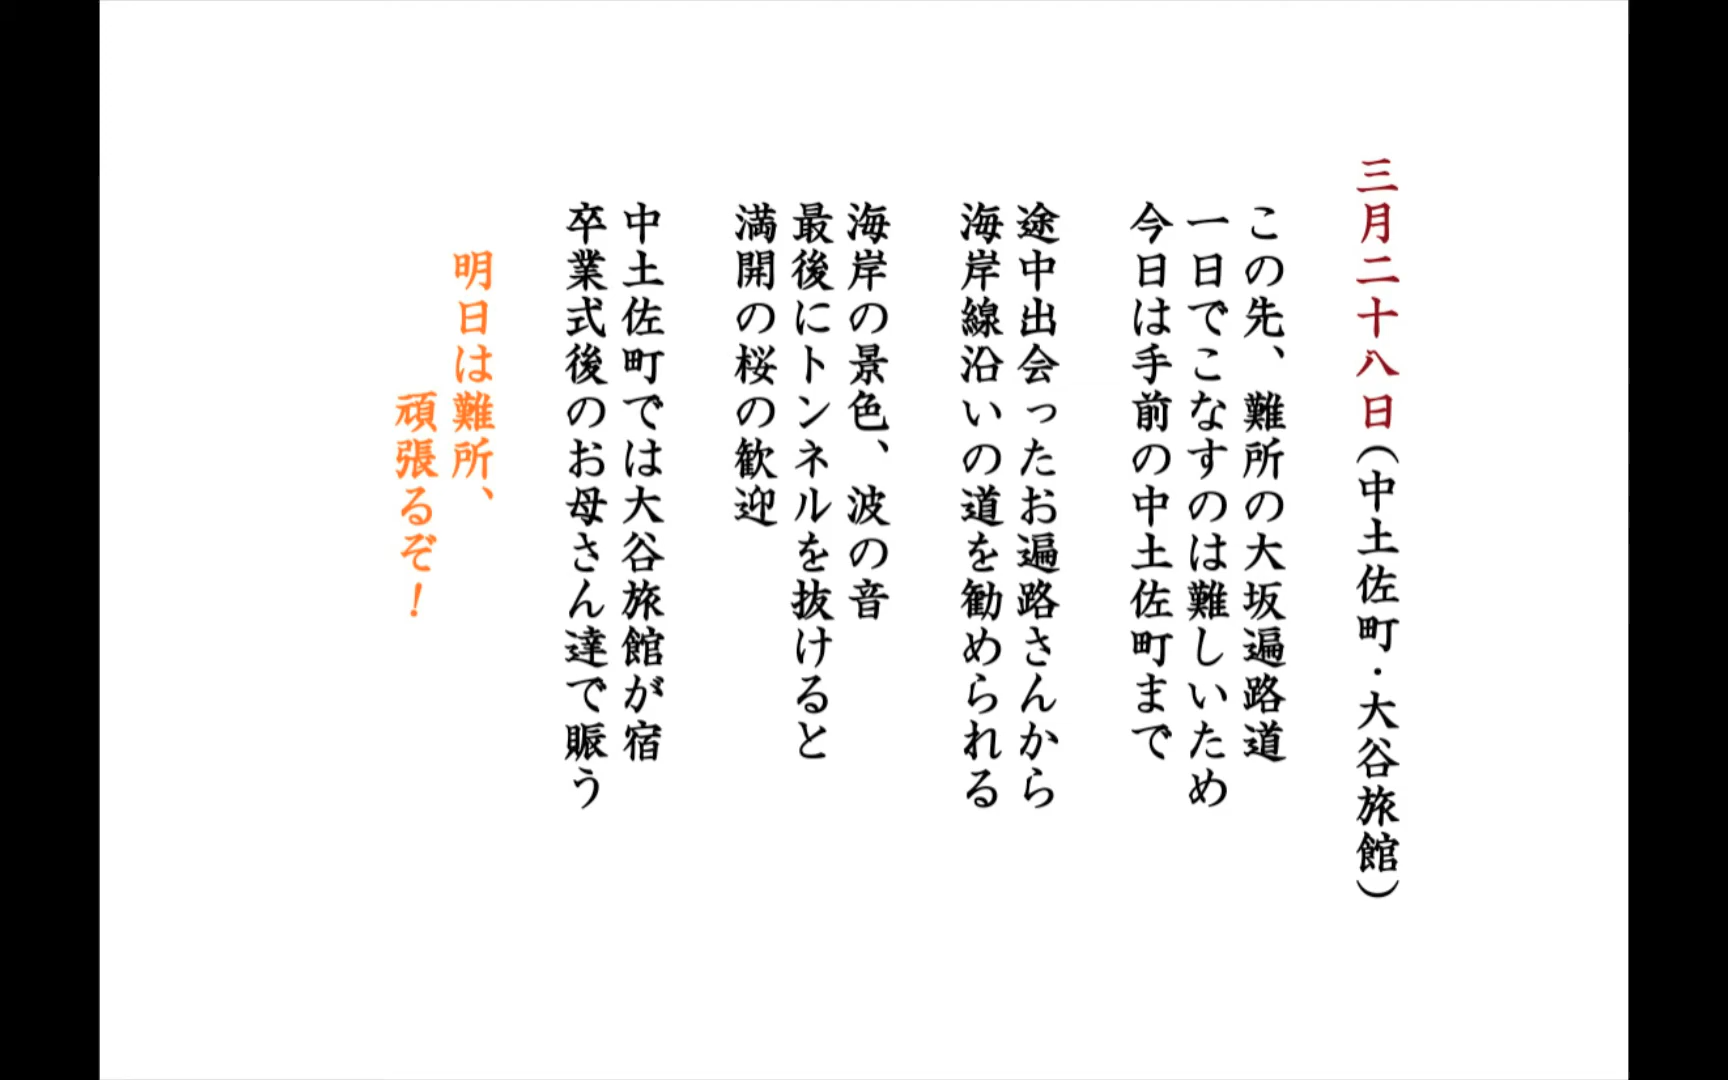 三月二十八日（中土佐町・大谷旅館）
この先、難所の大坂遍路道
一日でこなすのは難しいため
今日は手前の中土佐町まで
途中出会ったお遍路さんから
海岸線沿いの道を勧められる
海岸の景色、波の音
最後にトンネルを抜けると
満開の桜の歓迎
中土佐町では大谷旅館が宿
卒業式後のお母さん達で賑う
明日は難所、
頑張るぞ！